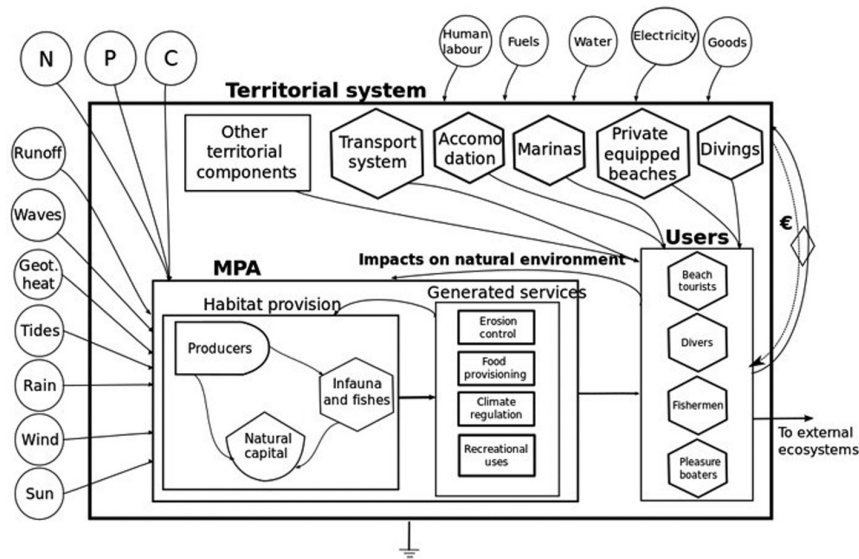 N
P
C
Human
labour
Fuels
Water
Electricity
Goods
Territorial system
Runoff
Waves
Geot.
heat
Tides
Rain
Wind
Sun
Other
territorial
components
Transport
system
Accomo
dation
Marinas
Private
equipped
beaches
Divings
€
Users
Impacts on natural environment
MPA
Habitat provision
Generated services
Producers
Infauna
and fishes
Natural
capital
Erosion
control
Food
provisioning
Climate
regulation
Recreational
uses
Beach
tourists
Divers
Fishermen
Pleasure
boaters
To external
ecosystems